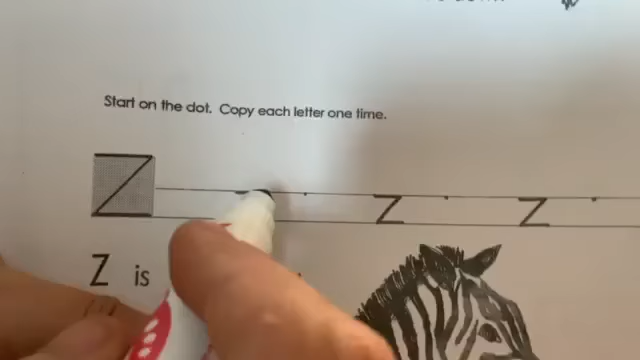 Start on the dot. Copy each letter one time.
Z z z
Z is